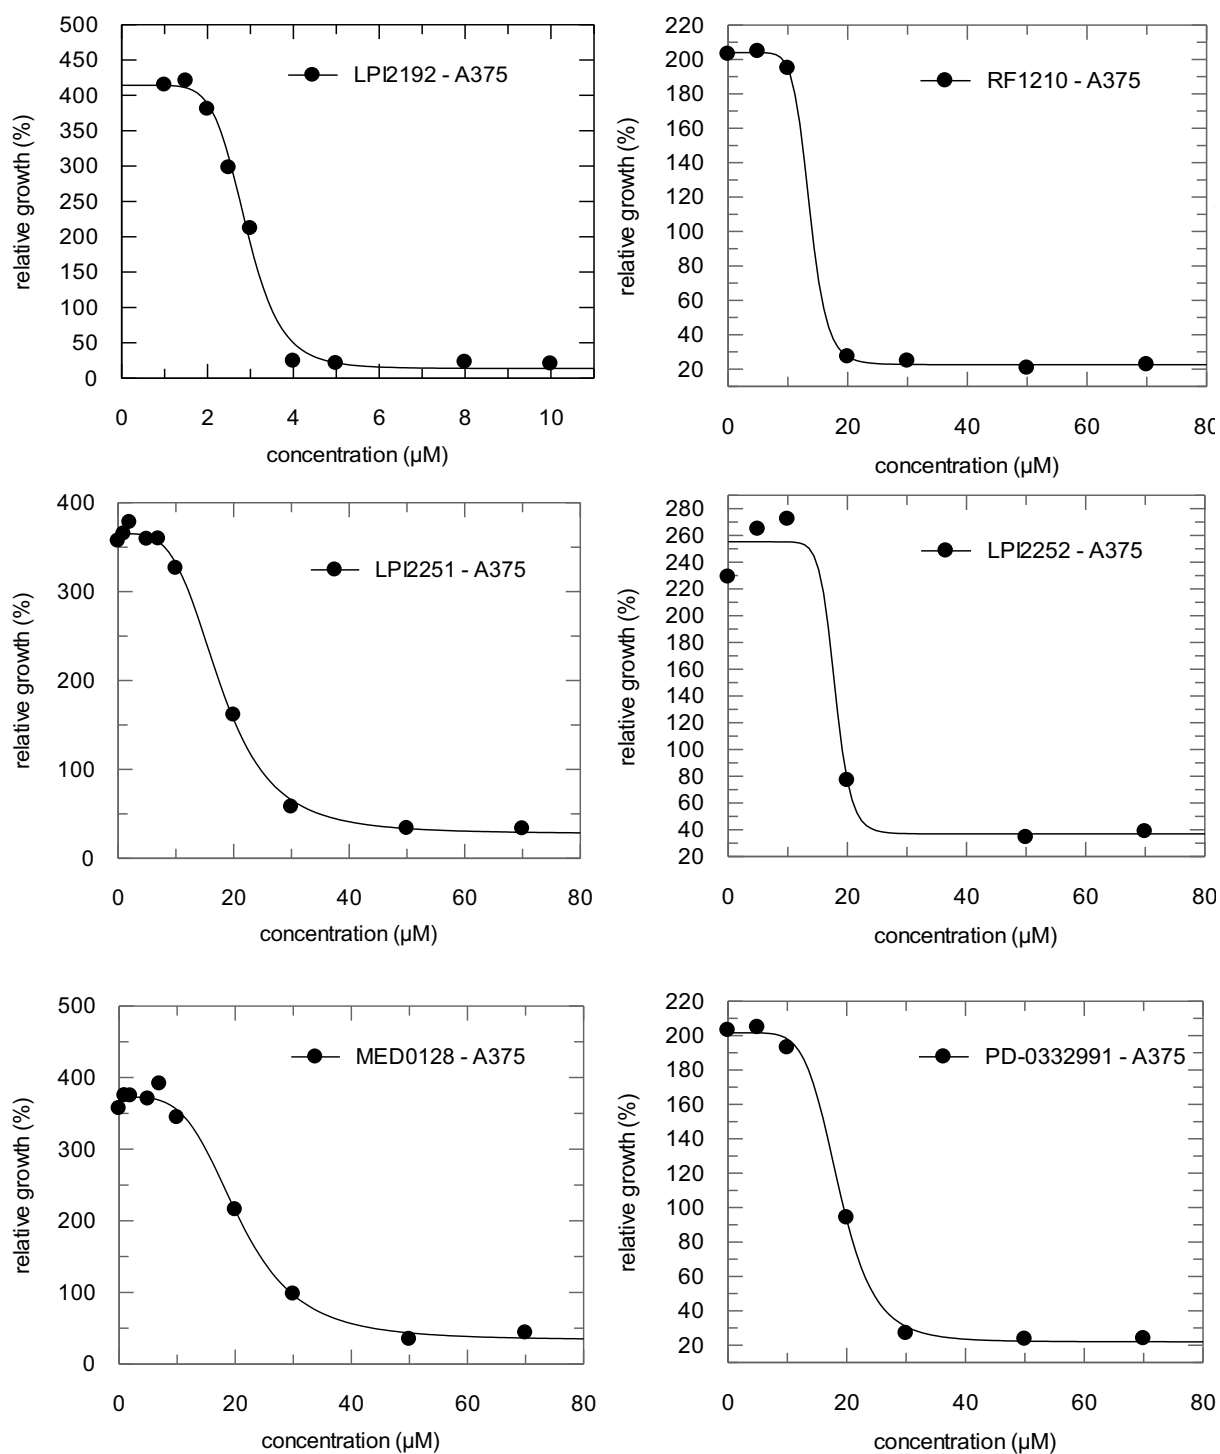 500
450
400
350
300
250
200
150
100
50
0
relative growth (%)
LPI2192 - A375
0 2 4 6 8 10
concentration (µM)
220
200
180
160
140
120
100
80
60
40
20
relative growth (%)
RF1210 - A375
0 20 40 60 80
concentration (µM)
400
300
200
100
0
relative growth (%)
LPI2251 - A375
0 20 40 60 80
concentration (µM)
280
260
240
220
200
180
160
140
120
100
80
60
40
20
relative growth (%)
LPI2252 - A375
0 20 40 60 80
concentration (µM)
500
400
300
200
100
0
relative growth (%)
MED0128 - A375
0 20 40 60 80
concentration (µM)
220
200
180
160
140
120
100
80
60
40
20
relative growth (%)
PD-0332991 - A375
0 20 40 60 80
concentration (µM)